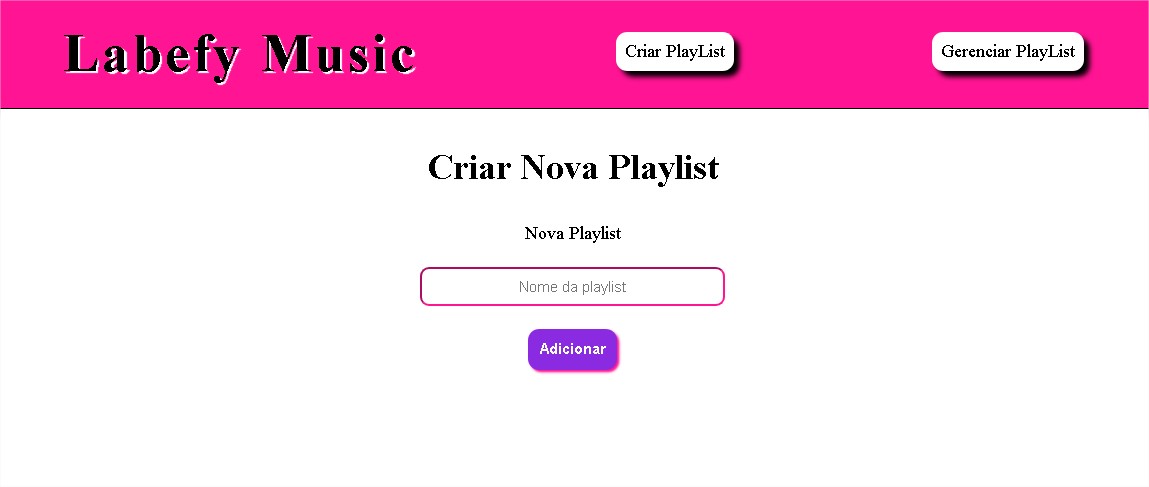 Labefy Music
Criar PlayList
Gerenciar PlayList
Criar Nova Playlist
Nova Playlist
Nome da playlist
Adicionar